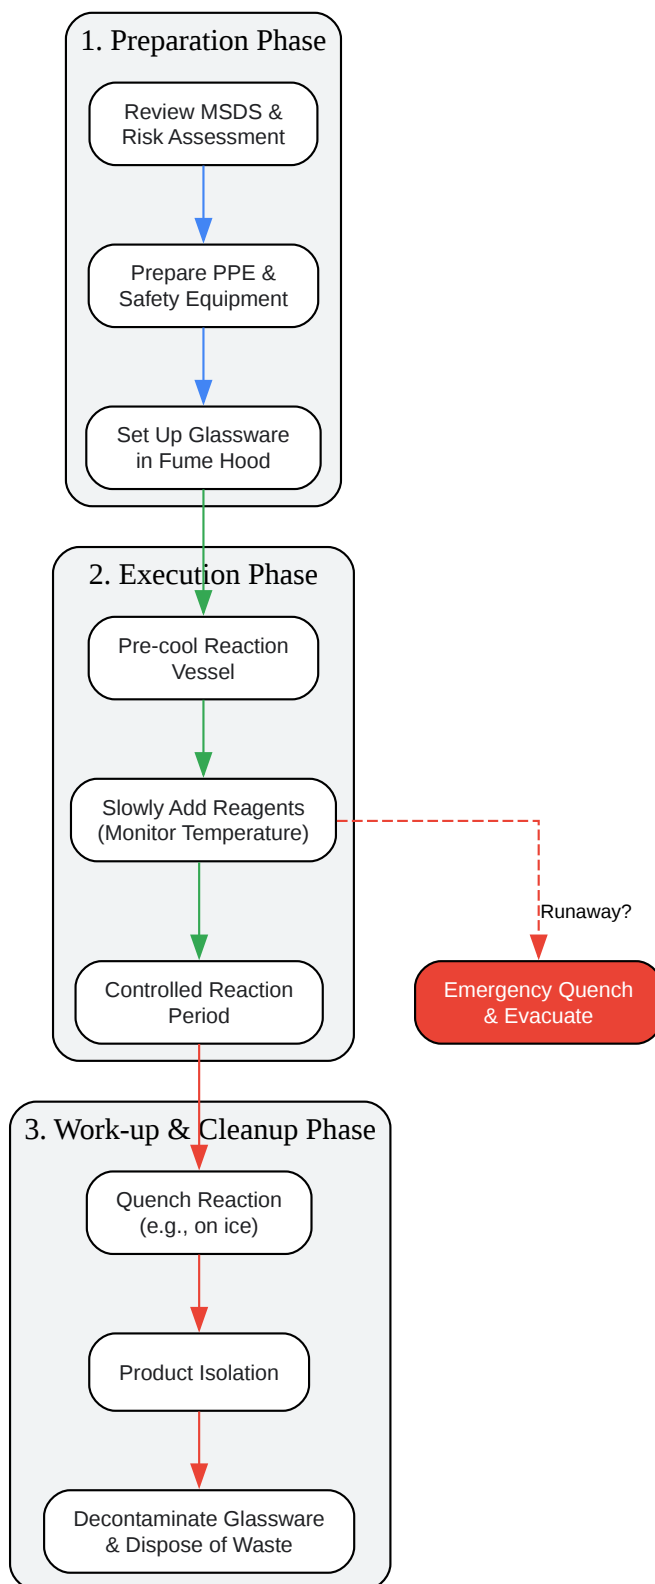 1. Preparation Phase
Review MSDS &
Risk Assessment
Prepare PPE &
Safety Equipment
Set Up Glassware
in Fume Hood
2. Execution Phase
Pre-cool Reaction
Vessel
Slowly Add Reagents
(Monitor Temperature)
Runaway?
Controlled Reaction
Period
Emergency Quench
& Evacuate
3. Work-up & Cleanup Phase
Quench Reaction
(e.g., on ice)
Product Isolation
Decontaminate Glassware
& Dispose of Waste